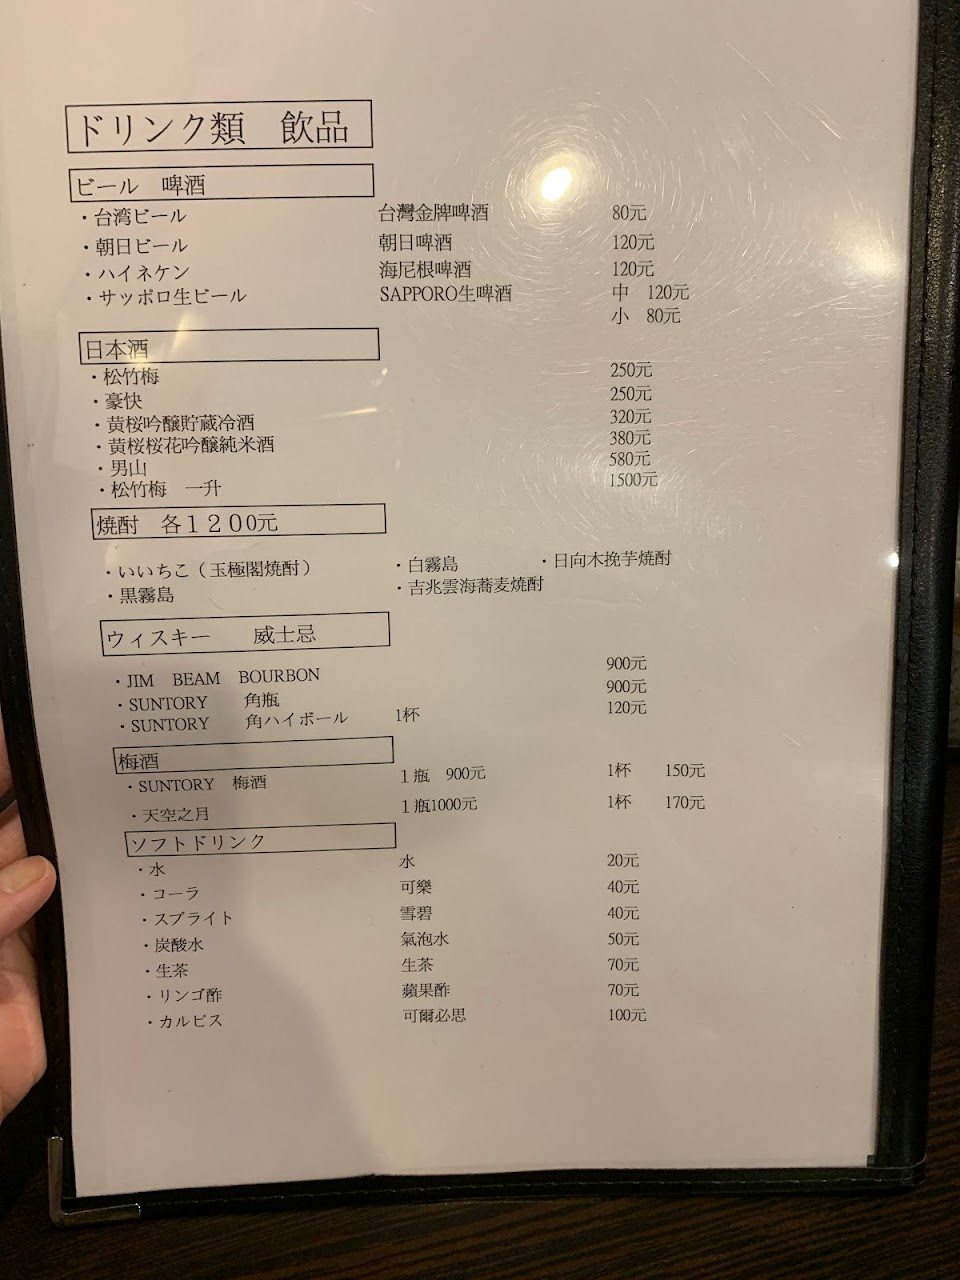 ドリンク類　飲品
ビール　啤酒
・台湾ビール 台灣金牌啤酒 80元
・朝日ビール 朝日啤酒 120元
・ハイネケン 海尼根啤酒 120元
・サッポロ生ビール SAPPORO生啤酒 中　120元
小　80元
日本酒
・松竹梅 250元
・豪快 250元
・黄桜吟醸貯蔵冷酒 320元
・黄桜桜花吟醸純米酒 380元
・男山 580元
・松竹梅　一升 1500元
焼酎　各１２００元
・いいちこ（玉極閣焼酎） ・白霧島 ・日向木挽芋焼酎
・黒霧島 ・吉兆雲海蕎麦焼酎
ウィスキー　威士忌
・JIM　BEAM　BOURBON 900元
・SUNTORY　角瓶 900元
・SUNTORY　角ハイボール 1杯 120元
梅酒
・SUNTORY　梅酒 １瓶　900元 1杯　150元
・天空之月 １瓶1000元 1杯　170元
ソフトドリンク
・水 水 20元
・コーラ 可樂 40元
・スプライト 雪碧 40元
・炭酸水 氣泡水 50元
・生茶 生茶 70元
・リンゴ酢 蘋果酢 70元
・カルピス 可爾必思 100元